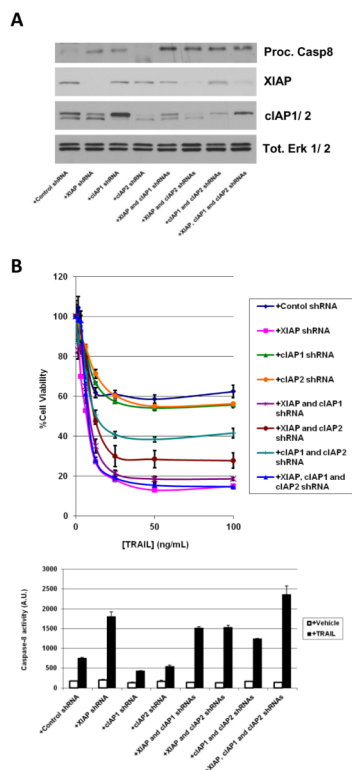 A
Proc. Casp8
XIAP
cIAP1/ 2
Tot. Erk 1/ 2
+Control shRNA
+XIAP shRNA
+cIAP1 shRNA
+cIAP2 shRNA
+XIAP and cIAP1 shRNAs
+XIAP and cIAP2 shRNAs
+cIAP1 and cIAP2 shRNAs
+XIAP, cIAP1 and cIAP2 shRNAs
B
120
100
80
60
40
20
0
%Cell Viability
0
50
100
[TRAIL] (ng/mL)
+Contol shRNA
+XIAP shRNA
+cIAP1 shRNA
+cIAP2 shRNA
+XIAP and cIAP1
shRNA
+XIAP and cIAP2
shRNA
+cIAP1 and cIAP2
shRNA
+XIAP, cIAP1 and
cIAP2 shRNA
3000
2500
2000
1500
1000
500
0
Caspase-8 activity (A.U.)
+Vehicle
+TRAIL
+Control shRNA
+XIAP shRNA
+cIAP1 shRNA
+cIAP2 shRNA
+XIAP and cIAP1 shRNAs
+XIAP and cIAP2 shRNAs
+cIAP1 and cIAP2 shRNAs
+XIAP, cIAP1 and cIAP2 shRNAs